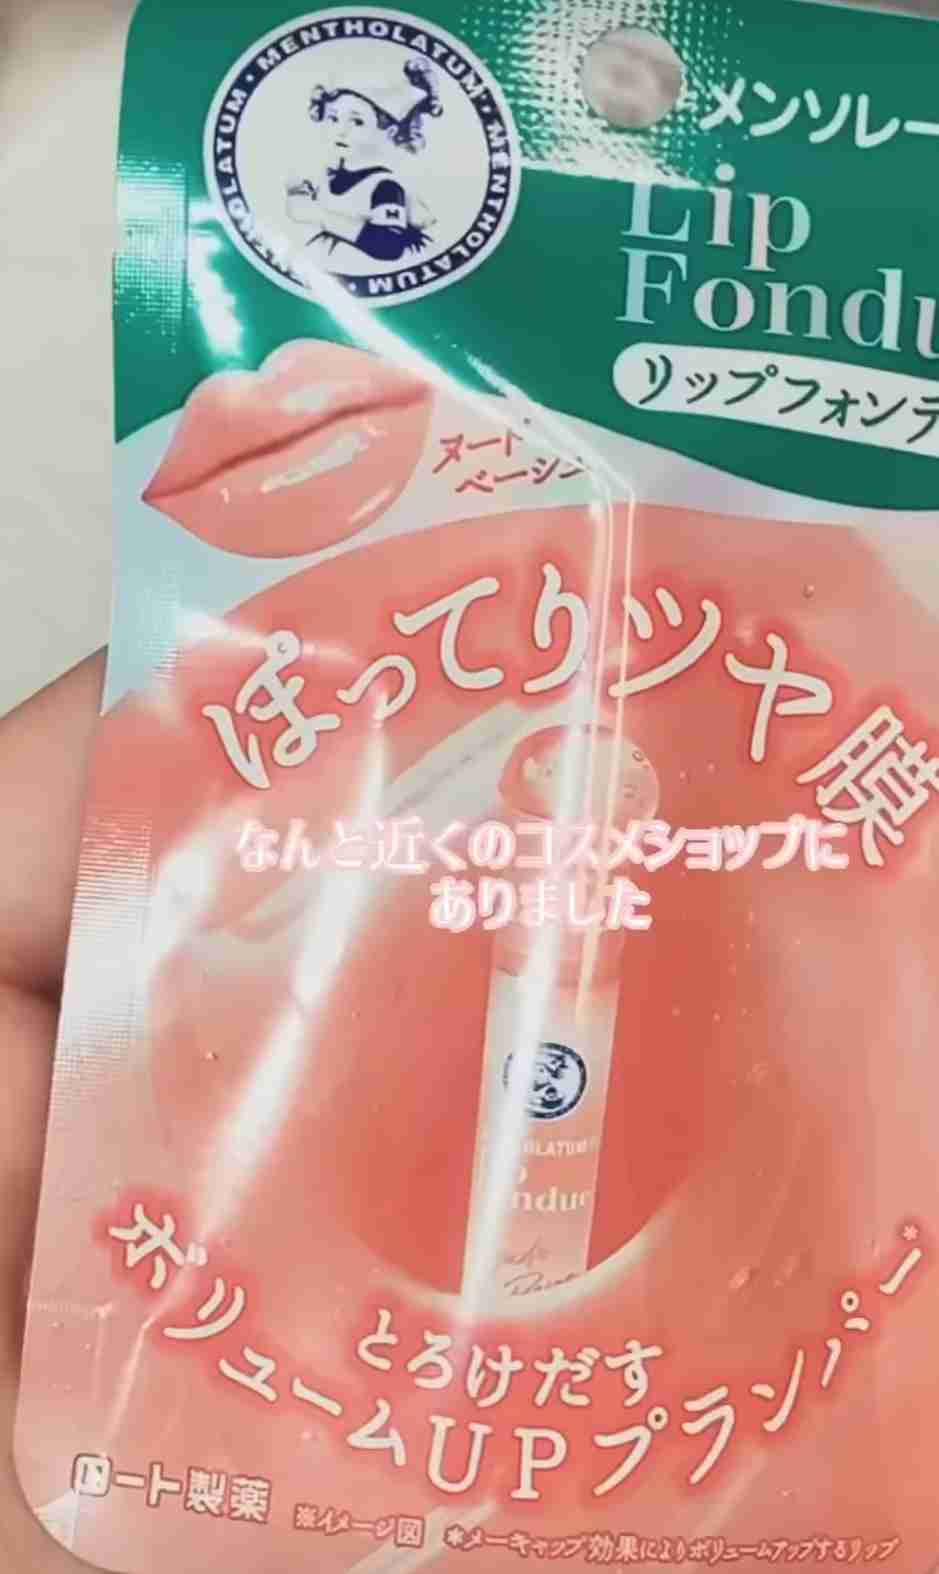 MENTHOLATUM・MENTHOLATUM・MENTHOLATUM
メンソレー
Lip
Fondu
リップフォンデ
ヌード
ベージュ
ぽってりツヤ膜
なんと近くのコスメショップに
ありました
OLATUM
ondue
とろけだす
ボリュームUPプランパー*
ロート製薬 ※イメージ図 *メーキャップ効果によりボリュームアップするリップ